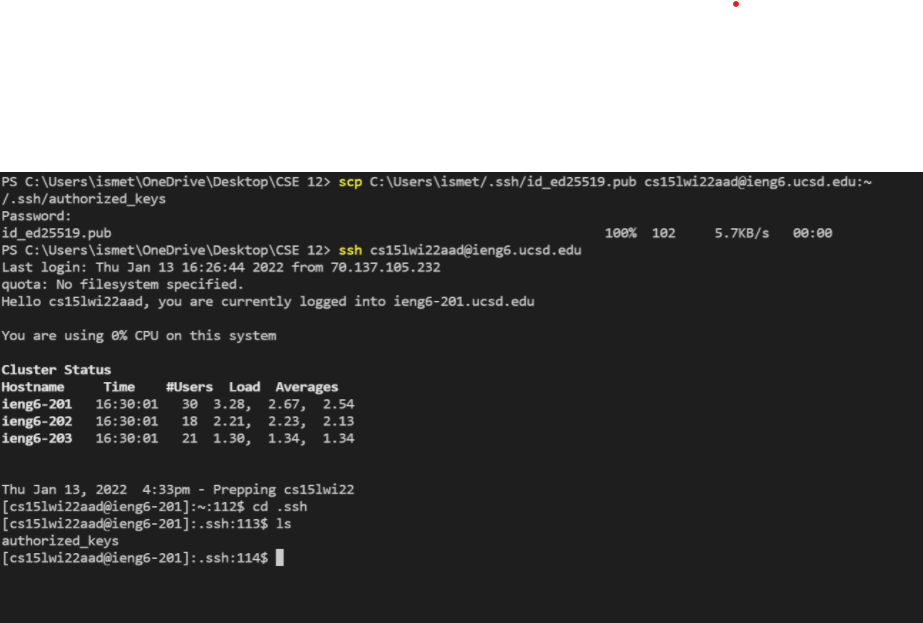 PS C:\Users\ismet\OneDrive\Desktop\CSE 12> scp C:\Users\ismet/.ssh/id_ed25519.pub cs15lwi22aad@ieng6.ucsd.edu:~
/.ssh/authorized_keys
Password:
id_ed25519.pub 100% 102 5.7KB/s 00:00
PS C:\Users\ismet\OneDrive\Desktop\CSE 12> ssh cs15lwi22aad@ieng6.ucsd.edu
Last login: Thu Jan 13 16:26:44 2022 from 70.137.105.232
quota: No filesystem specified.
Hello cs15lwi22aad, you are currently logged into ieng6-201.ucsd.edu
You are using 0% CPU on this system
Cluster Status
Hostname Time #Users Load Averages
ieng6-201 16:30:01 30 3.28, 2.67, 2.54
ieng6-202 16:30:01 18 2.21, 2.23, 2.13
ieng6-203 16:30:01 21 1.30, 1.34, 1.34
Thu Jan 13, 2022 4:33pm - Prepping cs15lwi22
[cs15lwi22aad@ieng6-201]:~:112$ cd .ssh
[cs15lwi22aad@ieng6-201]:.ssh:113$ ls
authorized_keys
[cs15lwi22aad@ieng6-201]:.ssh:114$